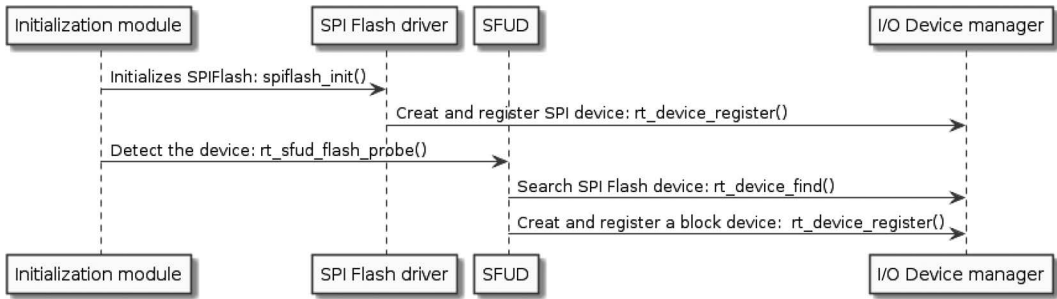 Initialization module
SPI Flash driver
SFUD
I/O Device manager
Initializes SPIFlash: spiflash_init()
Creat and register SPI device: rt_device_register()
Detect the device: rt_sfud_flash_probe()
Search SPI Flash device: rt_device_find()
Creat and register a block device:  rt_device_register()
Initialization module
SPI Flash driver
SFUD
I/O Device manager